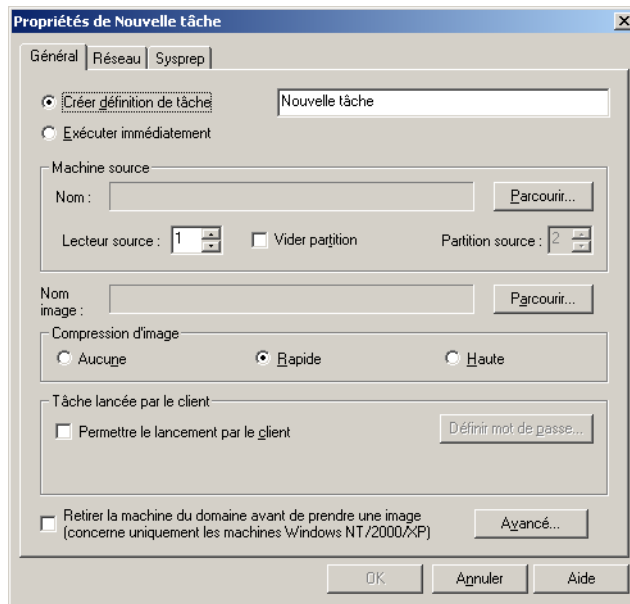 Propriétés de Nouvelle tâche
Général Réseau Sysprep
Créer définition de tâche Nouvelle tâche
Exécuter immédiatement
Machine source
Nom : Parcourir...
Lecteur source : 1 Vider partition Partition source : 2
Nom
image : Parcourir...
Compression d'image
Aucune Rapide Haute
Tâche lancée par le client
Permettre le lancement par le client Définir mot de passe...
Retirer la machine du domaine avant de prendre une image
(concerne uniquement les machines Windows NT/2000/XP) Avancé...
OK Annuler Aide